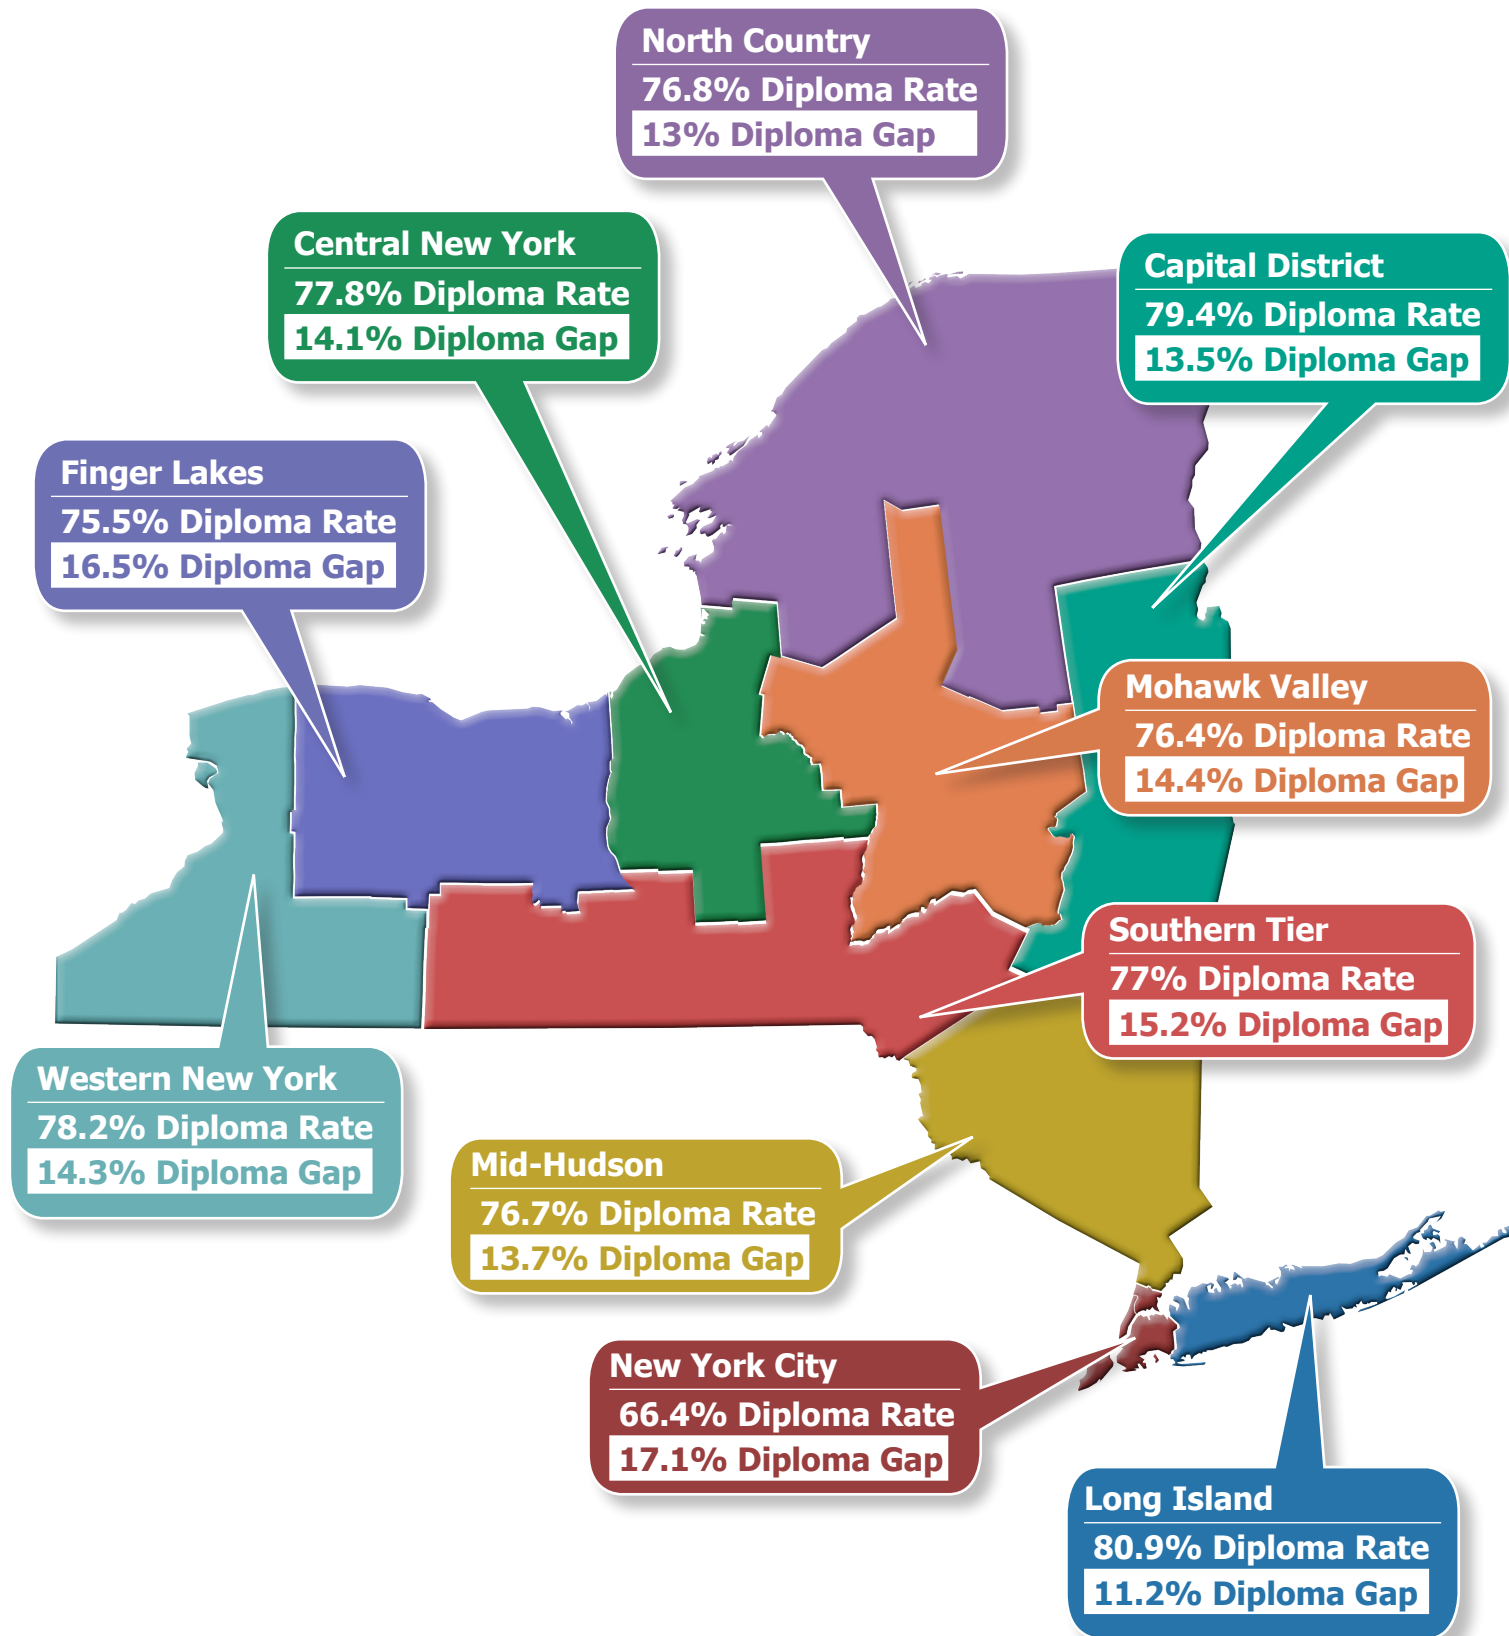 North Country
76.8% Diploma Rate
13% Diploma Gap
Central New York
77.8% Diploma Rate
14.1% Diploma Gap
Capital District
79.4% Diploma Rate
13.5% Diploma Gap
Finger Lakes
75.5% Diploma Rate
16.5% Diploma Gap
Mohawk Valley
76.4% Diploma Rate
14.4% Diploma Gap
Southern Tier
77% Diploma Rate
15.2% Diploma Gap
Western New York
78.2% Diploma Rate
14.3% Diploma Gap
Mid-Hudson
76.7% Diploma Rate
13.7% Diploma Gap
New York City
66.4% Diploma Rate
17.1% Diploma Gap
Long Island
80.9% Diploma Rate
11.2% Diploma Gap